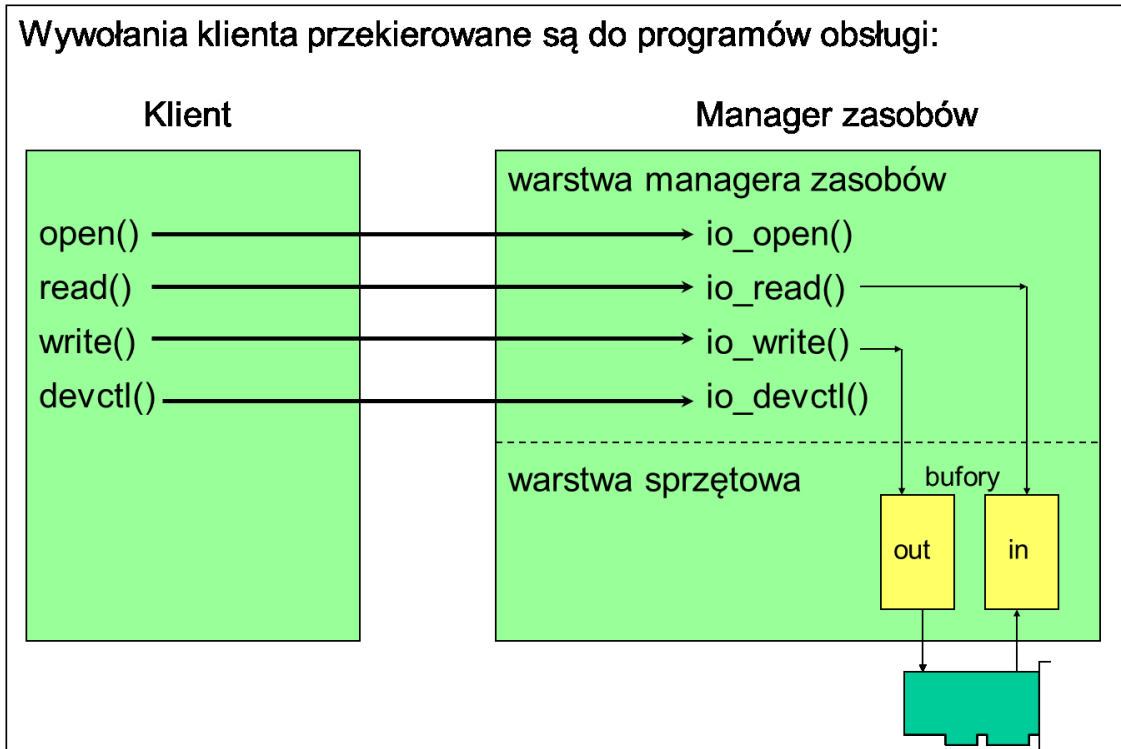 Wywołania klienta przekierowane są do programów obsługi:
Klient
Manager zasobów
warstwa managera zasobów
open()
io_open()
read()
io_read()
write()
io_write()
devctl()
io_devctl()
warstwa sprzętowa
bufory
out
in